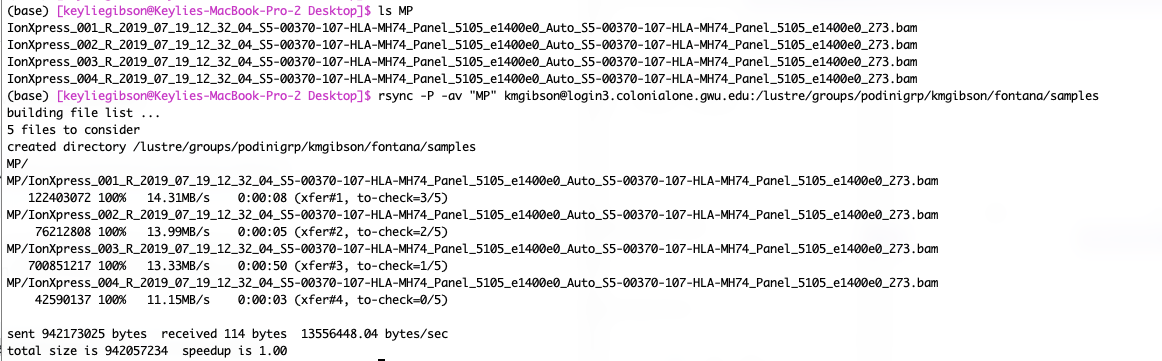 (base) [keyliegibson@Keylies-MacBook-Pro-2 Desktop]$ ls MP
IonXpress_001_R_2019_07_19_12_32_04_S5-00370-107-HLA-MH74_Panel_5105_e1400e0_Auto_S5-00370-107-HLA-MH74_Panel_5105_e1400e0_273.bam
IonXpress_002_R_2019_07_19_12_32_04_S5-00370-107-HLA-MH74_Panel_5105_e1400e0_Auto_S5-00370-107-HLA-MH74_Panel_5105_e1400e0_273.bam
IonXpress_003_R_2019_07_19_12_32_04_S5-00370-107-HLA-MH74_Panel_5105_e1400e0_Auto_S5-00370-107-HLA-MH74_Panel_5105_e1400e0_273.bam
IonXpress_004_R_2019_07_19_12_32_04_S5-00370-107-HLA-MH74_Panel_5105_e1400e0_Auto_S5-00370-107-HLA-MH74_Panel_5105_e1400e0_273.bam
(base) [keyliegibson@Keylies-MacBook-Pro-2 Desktop]$ rsync -P -av "MP" kmgibson@login3.colonialone.gwu.edu:/lustre/groups/podinigrp/kmgibson/fontana/samples
building file list ...
5 files to consider
created directory /lustre/groups/podinigrp/kmgibson/fontana/samples
MP/
MP/IonXpress_001_R_2019_07_19_12_32_04_S5-00370-107-HLA-MH74_Panel_5105_e1400e0_Auto_S5-00370-107-HLA-MH74_Panel_5105_e1400e0_273.bam
122403072 100% 14.31MB/s 0:00:08 (xfer#1, to-check=3/5)
MP/IonXpress_002_R_2019_07_19_12_32_04_S5-00370-107-HLA-MH74_Panel_5105_e1400e0_Auto_S5-00370-107-HLA-MH74_Panel_5105_e1400e0_273.bam
76212808 100% 13.99MB/s 0:00:05 (xfer#2, to-check=2/5)
MP/IonXpress_003_R_2019_07_19_12_32_04_S5-00370-107-HLA-MH74_Panel_5105_e1400e0_Auto_S5-00370-107-HLA-MH74_Panel_5105_e1400e0_273.bam
700851217 100% 13.33MB/s 0:00:50 (xfer#3, to-check=1/5)
MP/IonXpress_004_R_2019_07_19_12_32_04_S5-00370-107-HLA-MH74_Panel_5105_e1400e0_Auto_S5-00370-107-HLA-MH74_Panel_5105_e1400e0_273.bam
42590137 100% 11.15MB/s 0:00:03 (xfer#4, to-check=0/5)
sent 942173025 bytes received 114 bytes 13556448.04 bytes/sec
total size is 942057234 speedup is 1.00